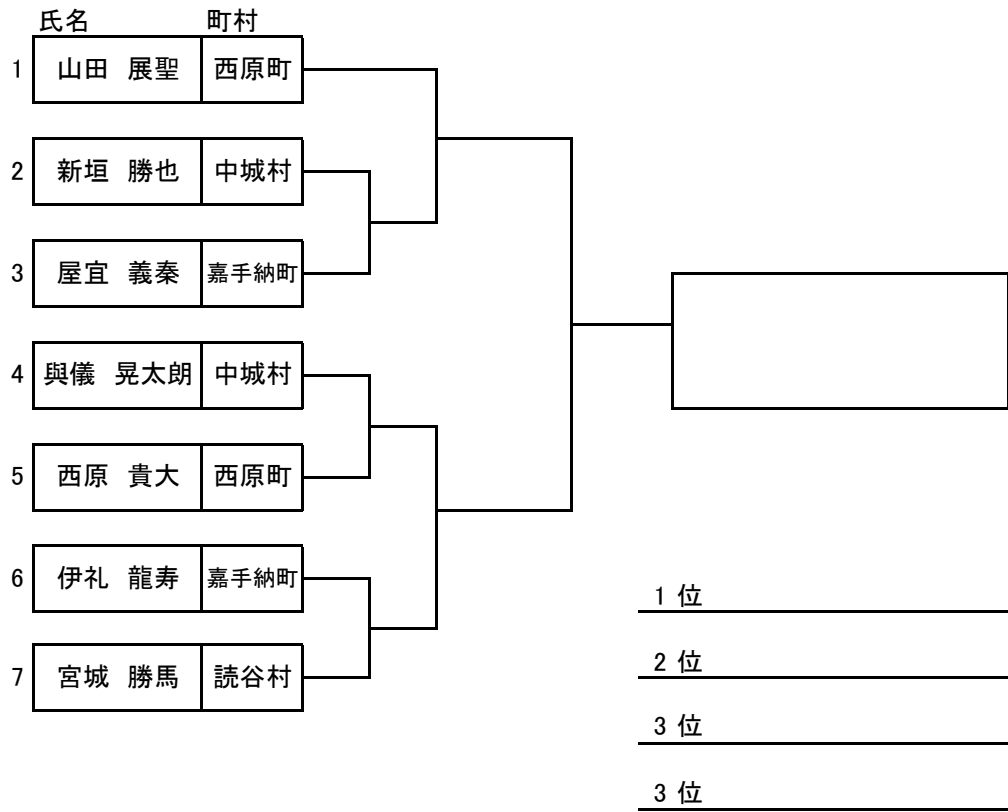 氏名 町村
1 山田 展聖 西原町
2 新垣 勝也 中城村
3 屋宜 義秦 嘉手納町
4 與儀 晃太朗 中城村
5 西原 貴大 西原町
6 伊礼 龍寿 嘉手納町
7 宮城 勝馬 読谷村
1 位
2 位
3 位
3 位